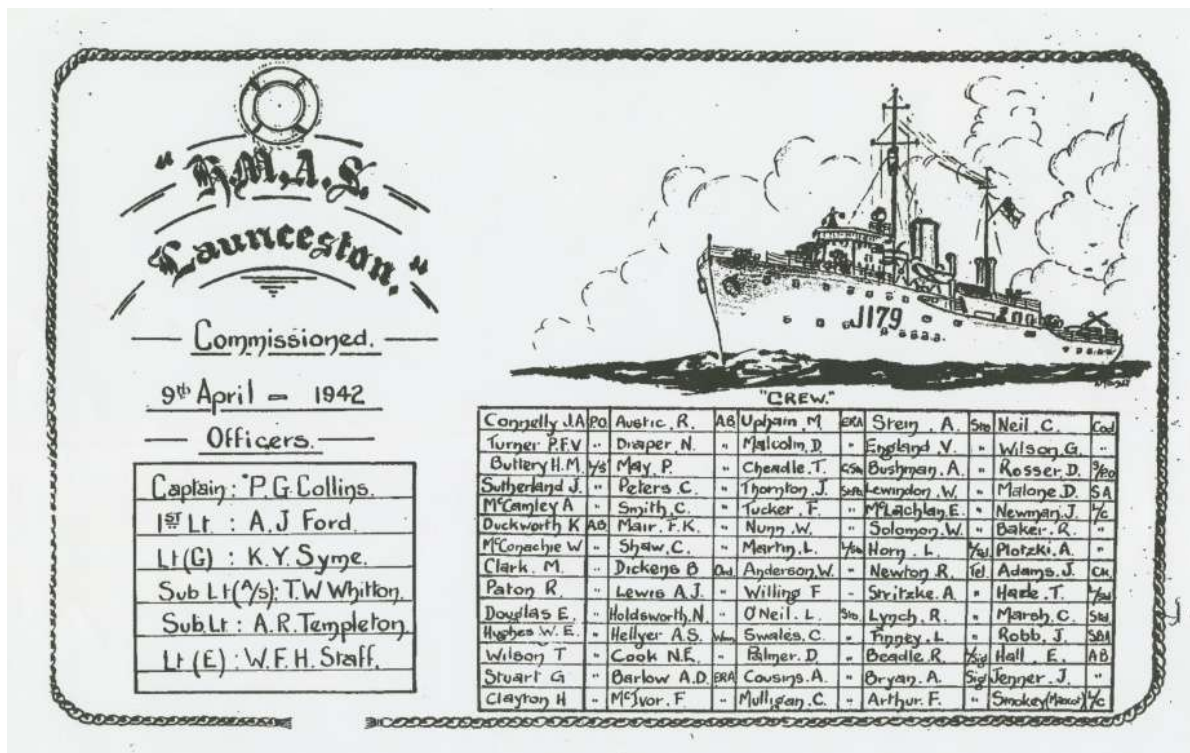 "H.M.A.S.
Launceston."
Commissioned.
9th April - 1942
Officers.
Captain: P.G. Collins.
1ST Lt. : A.J Ford.
Lt(G) : K.Y. Syme.
Sub Lt(A/s): T.W Whitton.
Sub.Lt : A.R. Templeton.
Lt (E) : W.F.H. Staff.
J179
"CREW."
Connelly J.A P.O. Austic. R. AB Upham. M ERA Stein. A. Sto Neil. C. Cod
Turner P.F.V " Draper N. " Malcolm. D " England. V. " Wilson. G. "
Buttery H.M. L/S May. P. " Cheadle. T. Bushman. A. " Rosser. D.
Sutherland J. " Peters. C. " Thornton. J. Lewindon. W. " Malone. D. SA
McCamley A " Smith. C. " Tucker. F. " McLachlan. E. " Newman. J. L/C
Duckworth K AB. Mair. F.K. " Nunn. W. " Solomon. W. " Baker. R. "
McConachie W " Shaw. C. " Martin. L. Horn. L. Plotzki. A. "
Clark. M. " Dickens B Ord. Anderson. W. " Newton R. Tel. Adams. J.
Paton R. " Lewis A.J. " Willing F - Stritzke. A. " Hade. T.
Douglas E. " Holdsworth. N " O'Neil. L. Sto. Lynch. R. " Marsh. C. Std
Hughes W.E. " Hellyer A.S. Swales. C. " Finney. L. " Robb. J. SBA
Wilson T " Cook N.E. " Palmer. D " Beadle. R. L/Sig Hall. E. AB
Stuart G " Barlow A.D. ERA Cousins. A. " Bryan. A. Sig Jenner. J. "
Clayton H " McIvor. F " Mulligan. C. " Arthur. F. " Smokey (Mascot) L/C